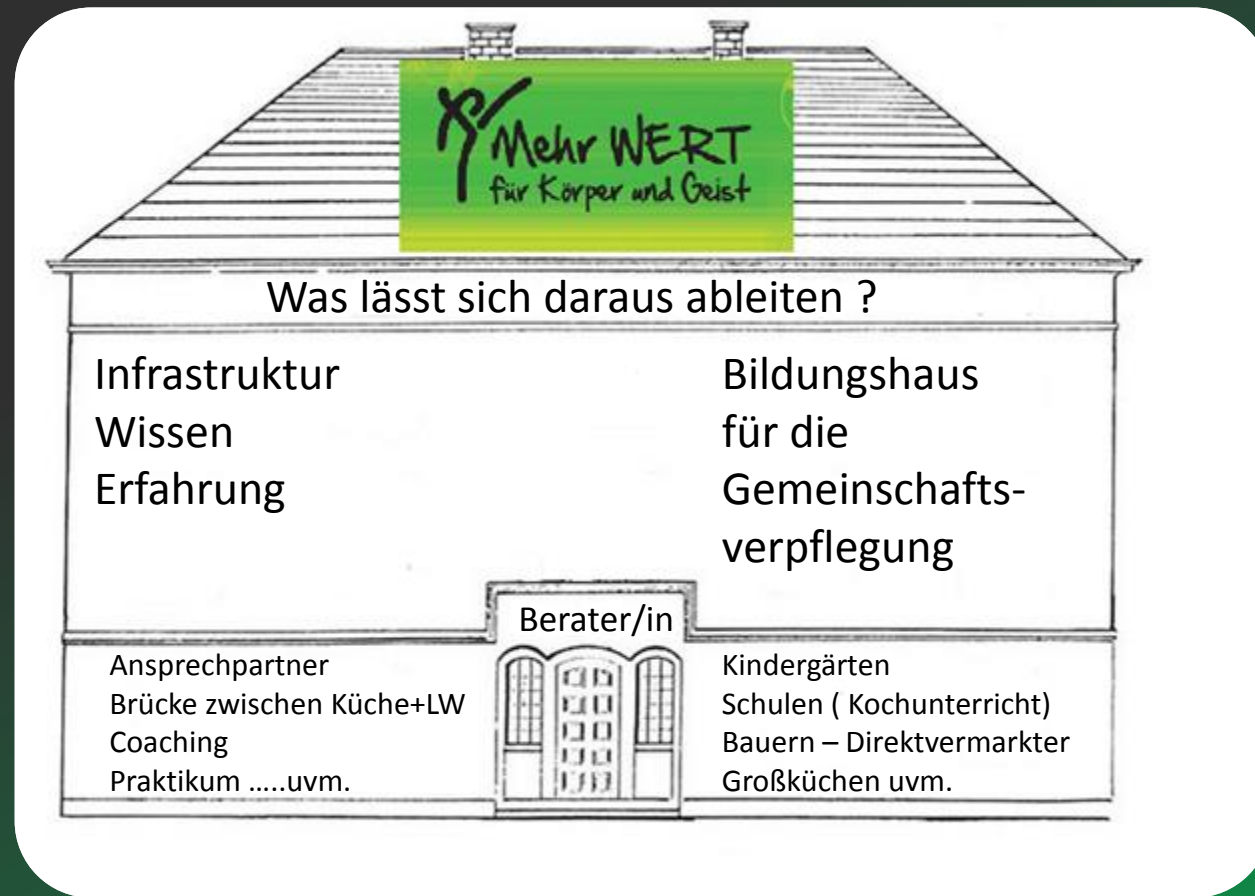 Mehr WERT
für Körper und Geist
Was lässt sich daraus ableiten ?
Infrastruktur
Wissen
Erfahrung
Bildungshaus
für die
Gemeinschafts-
verpflegung
Berater/in
Ansprechpartner
Brücke zwischen Küche+LW
Coaching
Praktikum …..uvm.
Kindergärten
Schulen ( Kochunterricht)
Bauern – Direktvermarkter
Großküchen uvm.